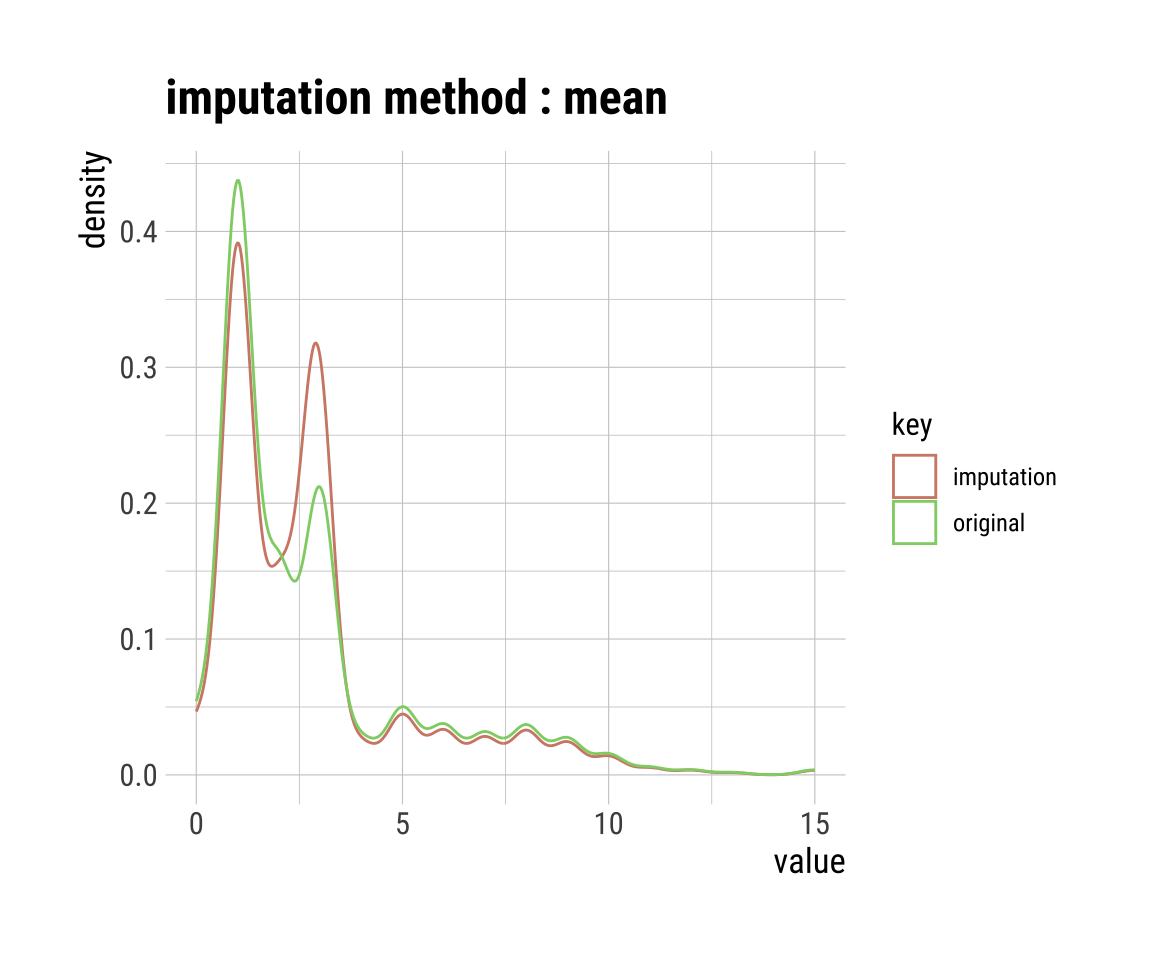 imputation method : mean
density
0.4
0.3
0.2
0.1
0.0
0 5 10 15
value
key
imputation
original